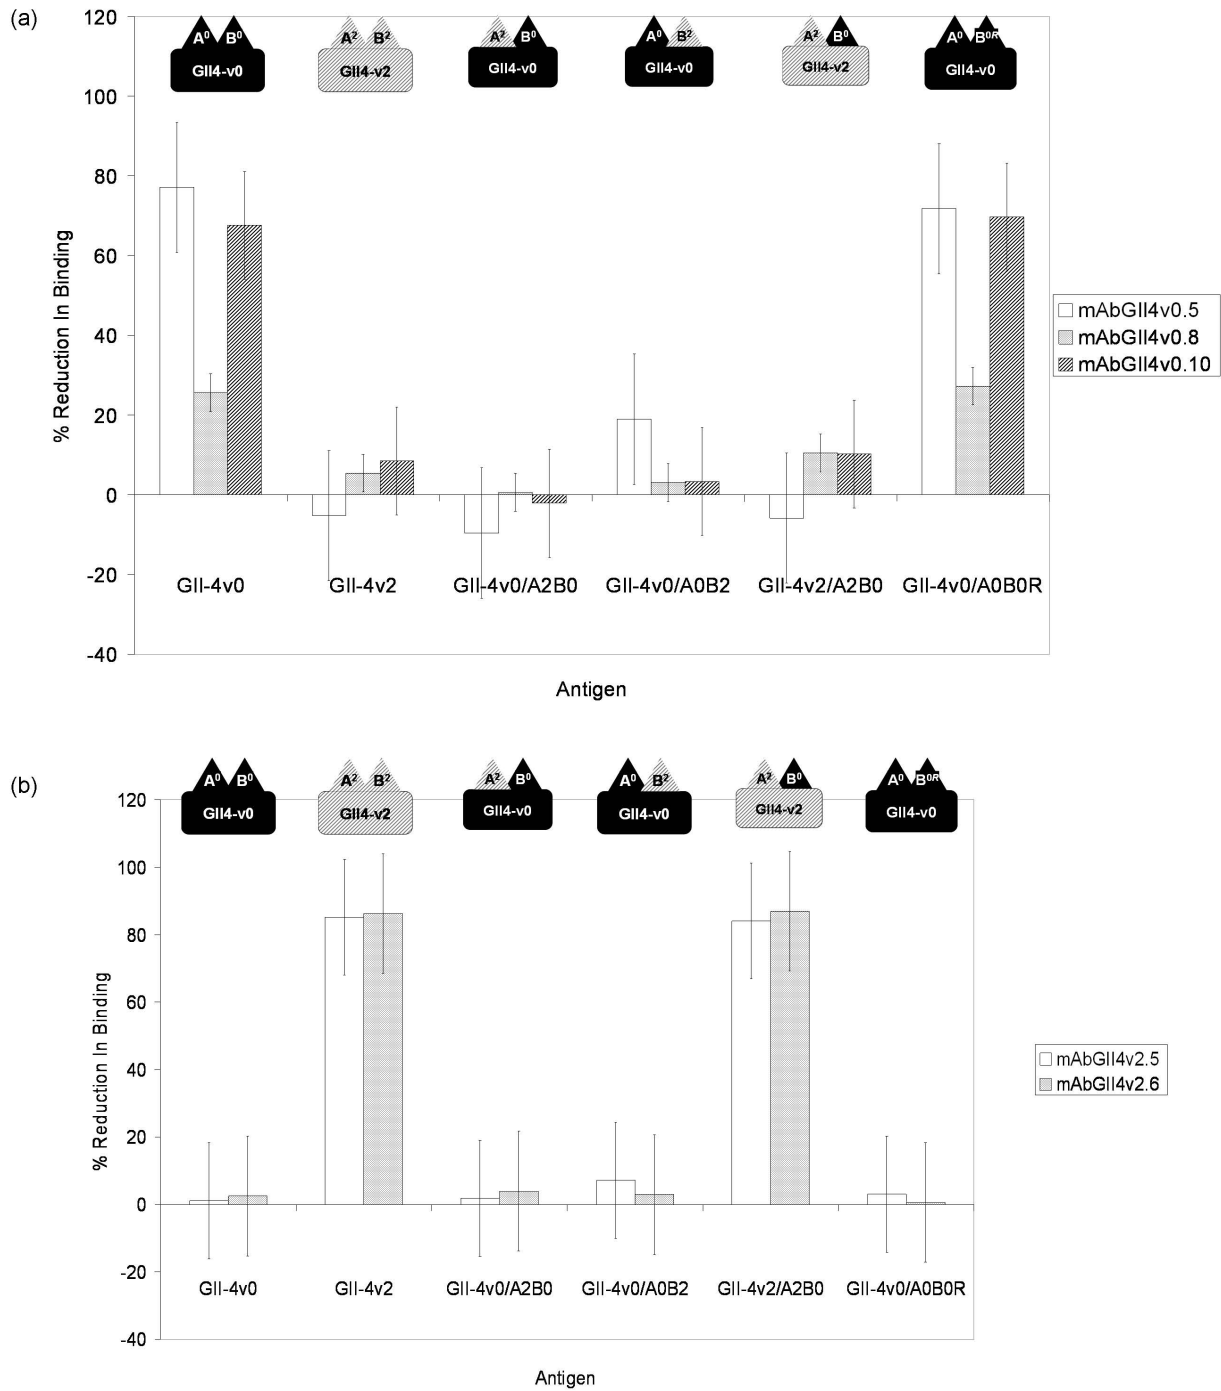 (a)
120
100
80
60
40
20
0
-20
-40
% Reduction In Binding
A⁰ B⁰
GII4-v0
A² B²
GII4-v2
A² B⁰
GII4-v0
A⁰ B²
GII4-v0
A² B⁰
GII4-v2
A⁰ B⁰ᴿ
GII4-v0
GII-4v0 GII-4v2 GII-4v0/A2B0 GII-4v0/A0B2 GII-4v2/A2B0 GII-4v0/A0B0R
Antigen
mAbGII4v0.5
mAbGII4v0.8
mAbGII4v0.10
(b)
120
100
80
60
40
20
0
-20
-40
% Reduction In Binding
A⁰ B⁰
GII4-v0
A² B²
GII4-v2
A² B⁰
GII4-v0
A⁰ B²
GII4-v0
A² B⁰
GII4-v2
A⁰ B⁰ᴿ
GII4-v0
GII-4v0 GII-4v2 GII-4v0/A2B0 GII-4v0/A0B2 GII-4v2/A2B0 GII-4v0/A0B0R
Antigen
mAbGII4v2.5
mAbGII4v2.6